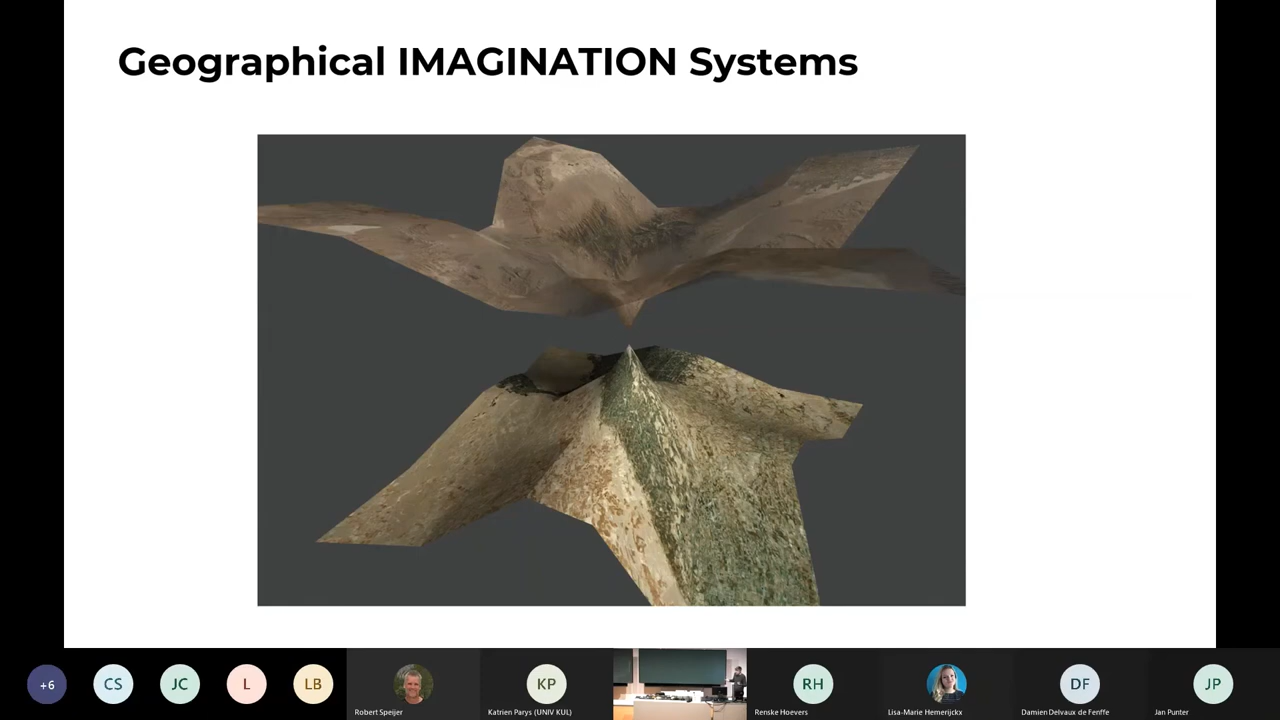 Geographical IMAGINATION Systems
+6
CS
JC
L
LB
Robert Speijer
KP
Katrien Parys (UNIV KUL)
RH
Renske Hoevers
Lisa-Marie Hemerijckx
DF
Damien Delvaux de Fenffe
JP
Jan Punter